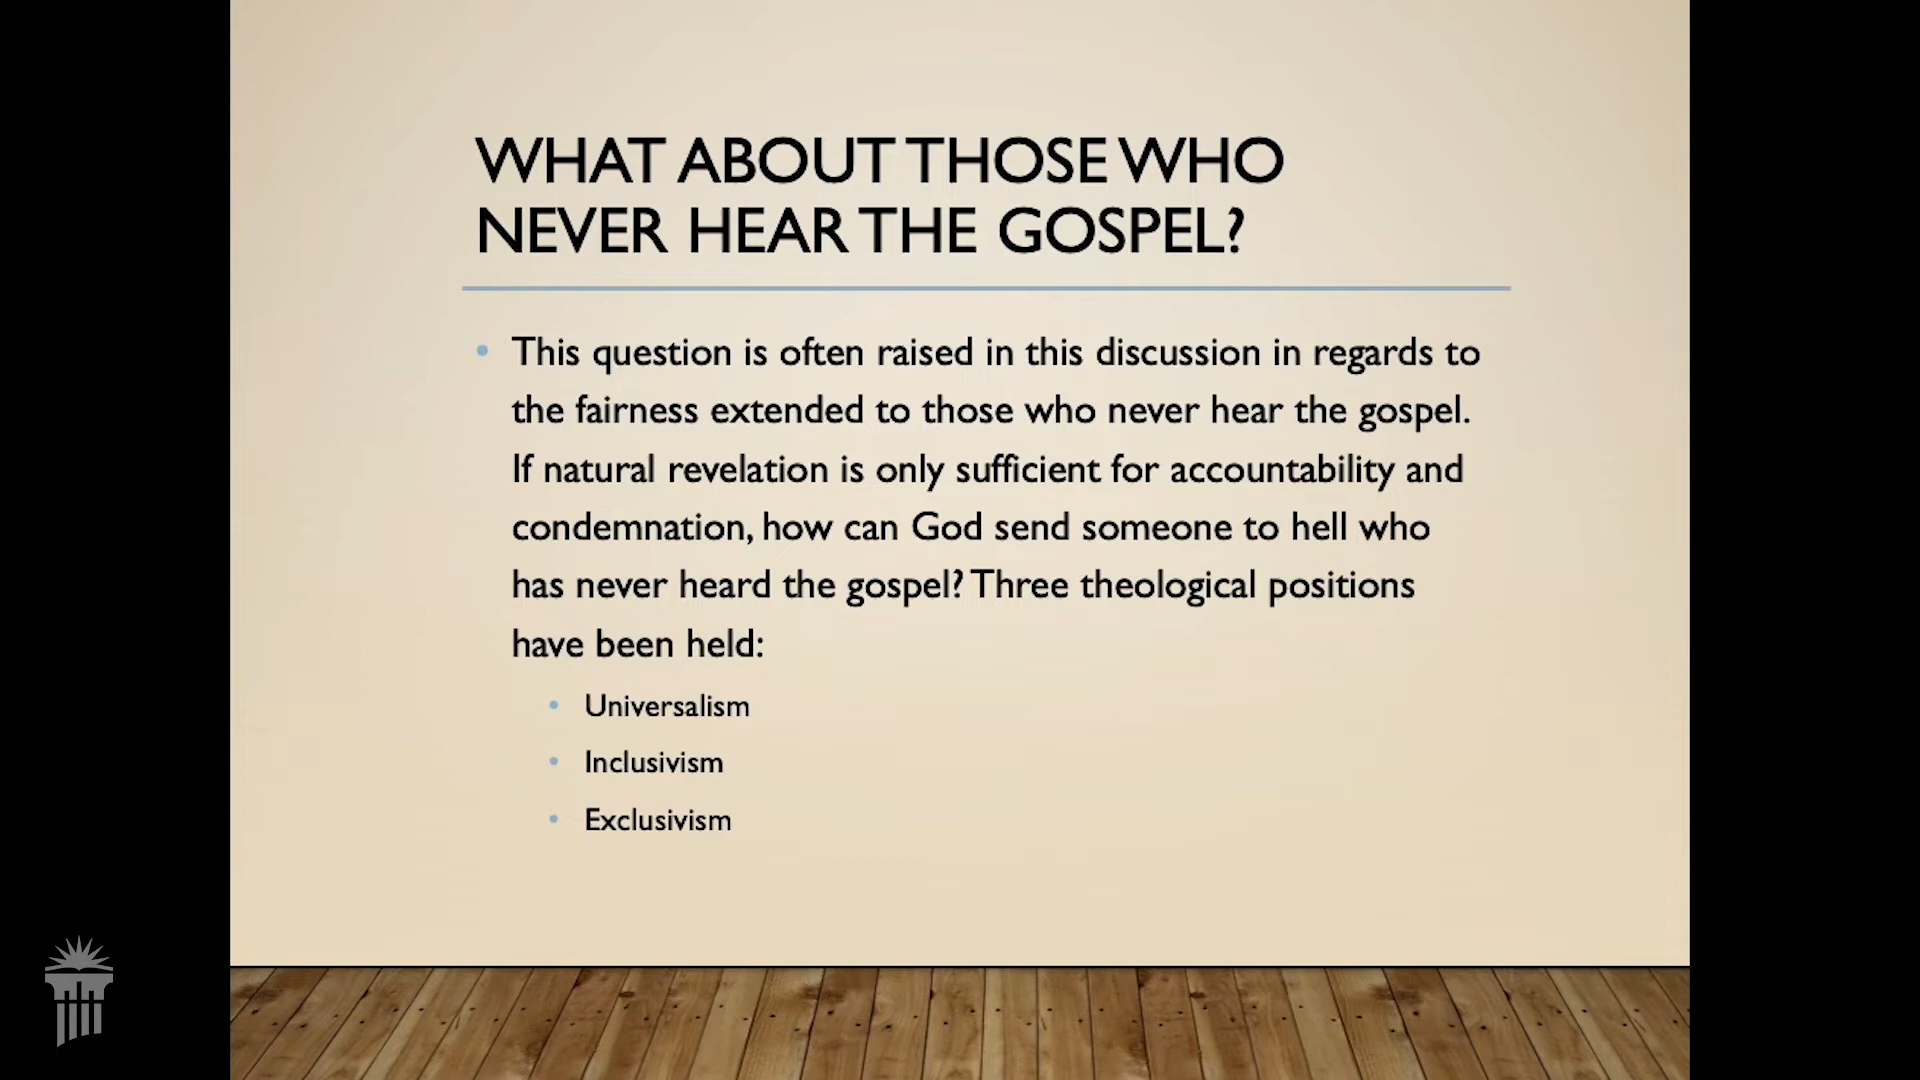 WHAT ABOUT THOSE WHO
NEVER HEAR THE GOSPEL?
• This question is often raised in this discussion in regards to
the fairness extended to those who never hear the gospel.
If natural revelation is only sufficient for accountability and
condemnation, how can God send someone to hell who
has never heard the gospel? Three theological positions
have been held:
• Universalism
• Inclusivism
• Exclusivism